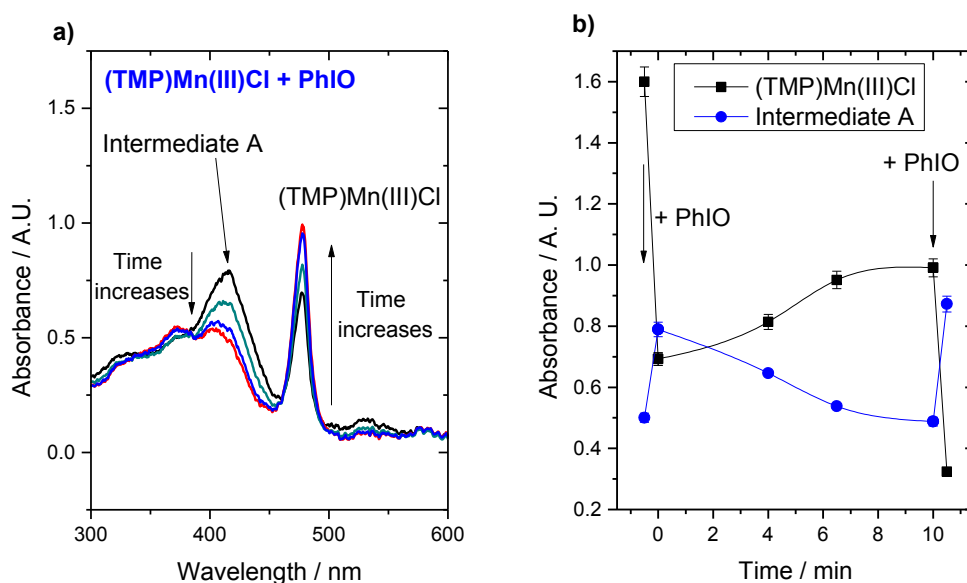 a)
(TMP)Mn(III)Cl + PhIO
Intermediate A
(TMP)Mn(III)Cl
Time
increases
Time
increases
Absorbance / A.U.
1.5
1.0
0.5
0.0
300 400 500 600
Wavelength / nm
b)
(TMP)Mn(III)Cl
Intermediate A
+ PhIO
+ PhIO
Absorbance / A. U.
1.6
1.4
1.2
1.0
0.8
0.6
0.4
0.2
0 2 4 6 8 10
Time / min